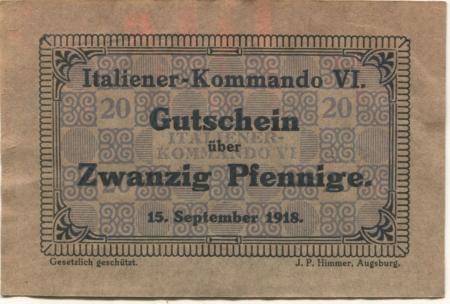 Italiener-Kommando VI.
20 20
Gutschein
ITALIENER-
über
KOMMANDO VI
Zwanzig Pfennige.
15. September 1918.
Gesetzlich geschützt. J. P. Himmer, Augsburg.